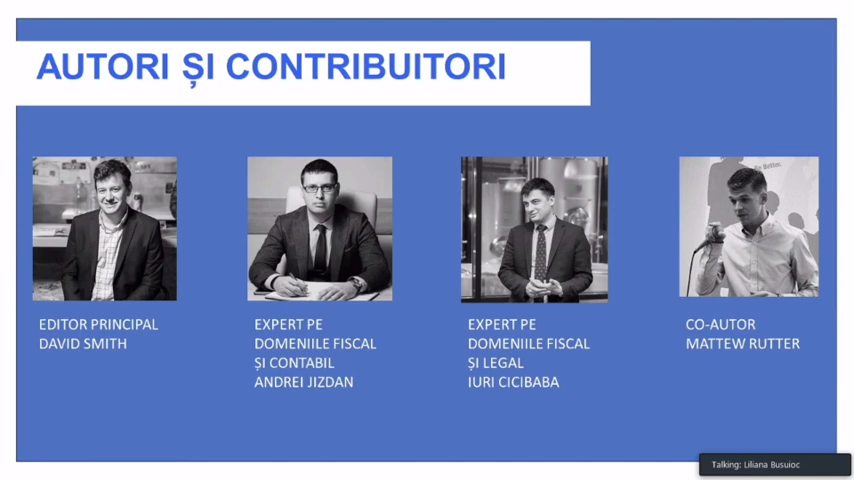 AUTORI ȘI CONTRIBUITORI
EDITOR PRINCIPAL
DAVID SMITH
EXPERT PE
DOMENIILE FISCAL
ȘI CONTABIL
ANDREI JIZDAN
EXPERT PE
DOMENIILE FISCAL
ȘI LEGAL
IURI CICIBABA
CO-AUTOR
MATTEW RUTTER
Talking: Liliana Busuioc